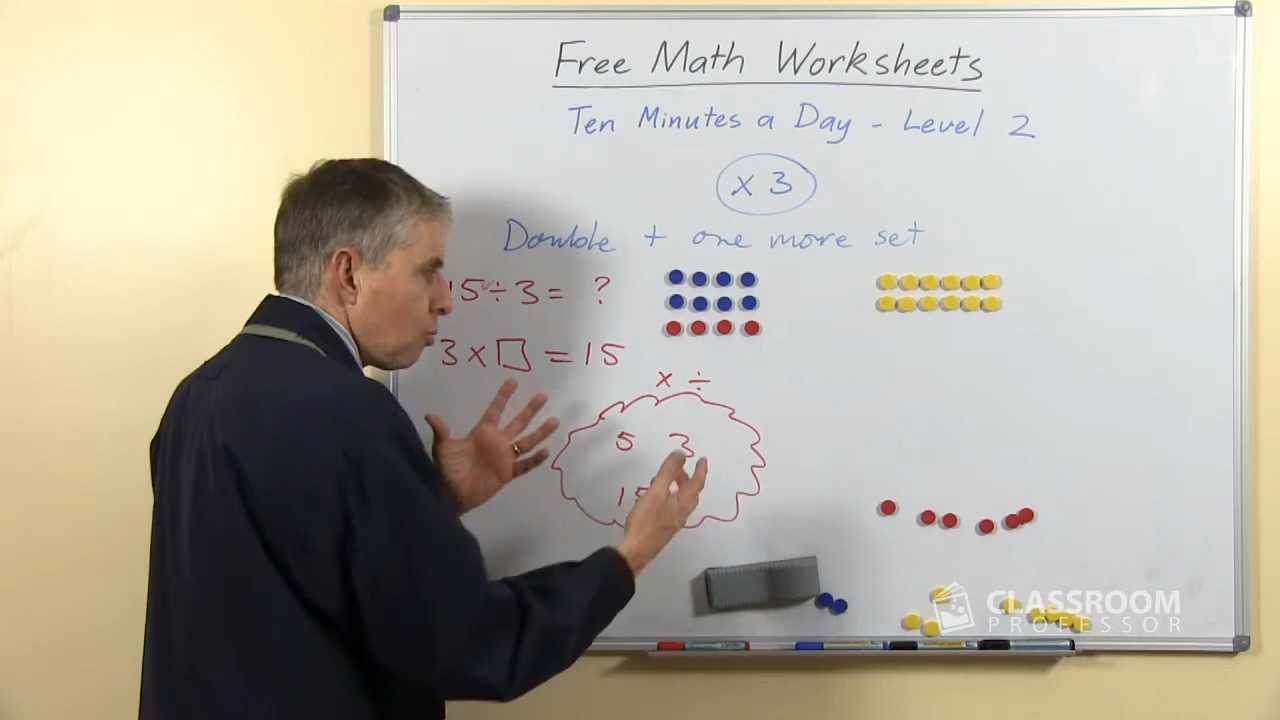 Free Math Worksheets
Ten Minutes a Day - Level 2
x 3
Double + one more set
15÷3 = ?
3 x □ = 15
x ÷
5 3
15
CLASSROOM
PROFESSOR